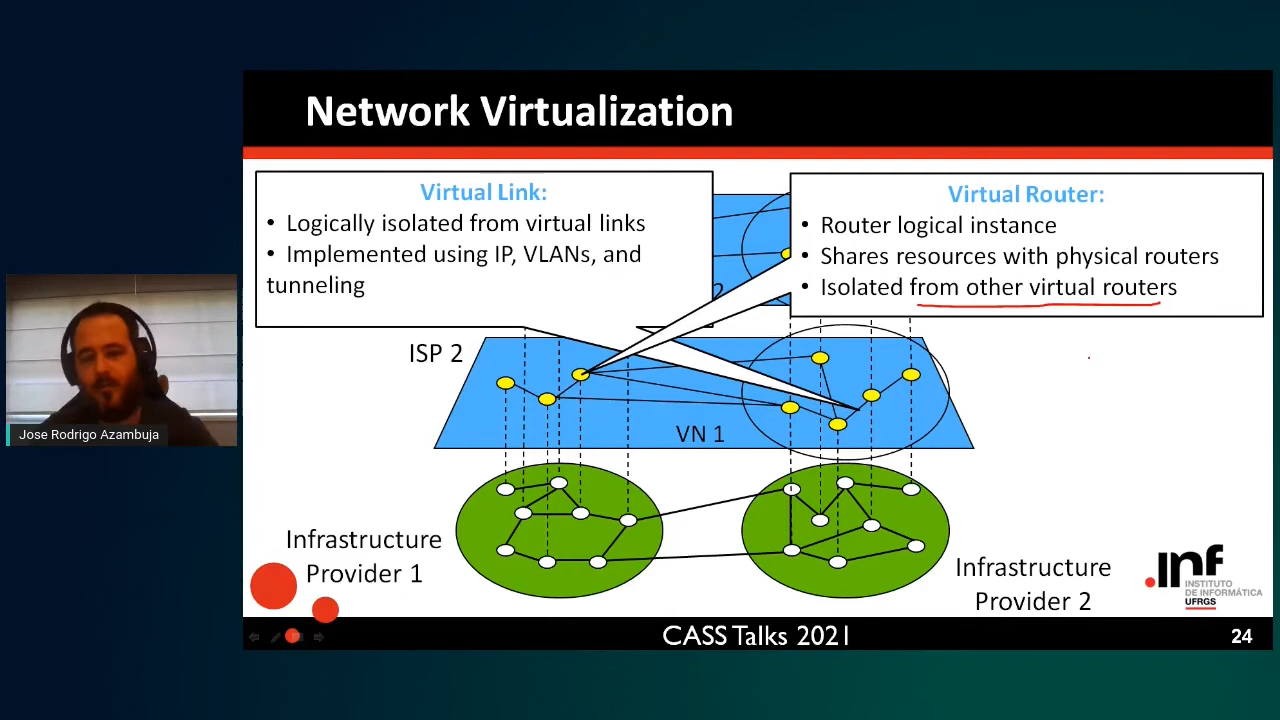 Network Virtualization
Virtual Link:
• Logically isolated from virtual links
• Implemented using IP, VLANs, and
tunneling
Virtual Router:
• Router logical instance
• Shares resources with physical routers
• Isolated from other virtual routers
2
ISP 2
VN 1
Jose Rodrigo Azambuja
Infrastructure
Provider 1
Infrastructure
Provider 2
.inf
INSTITUTO
DE INFORMÁTICA
UFRGS
CASS Talks 2021
24